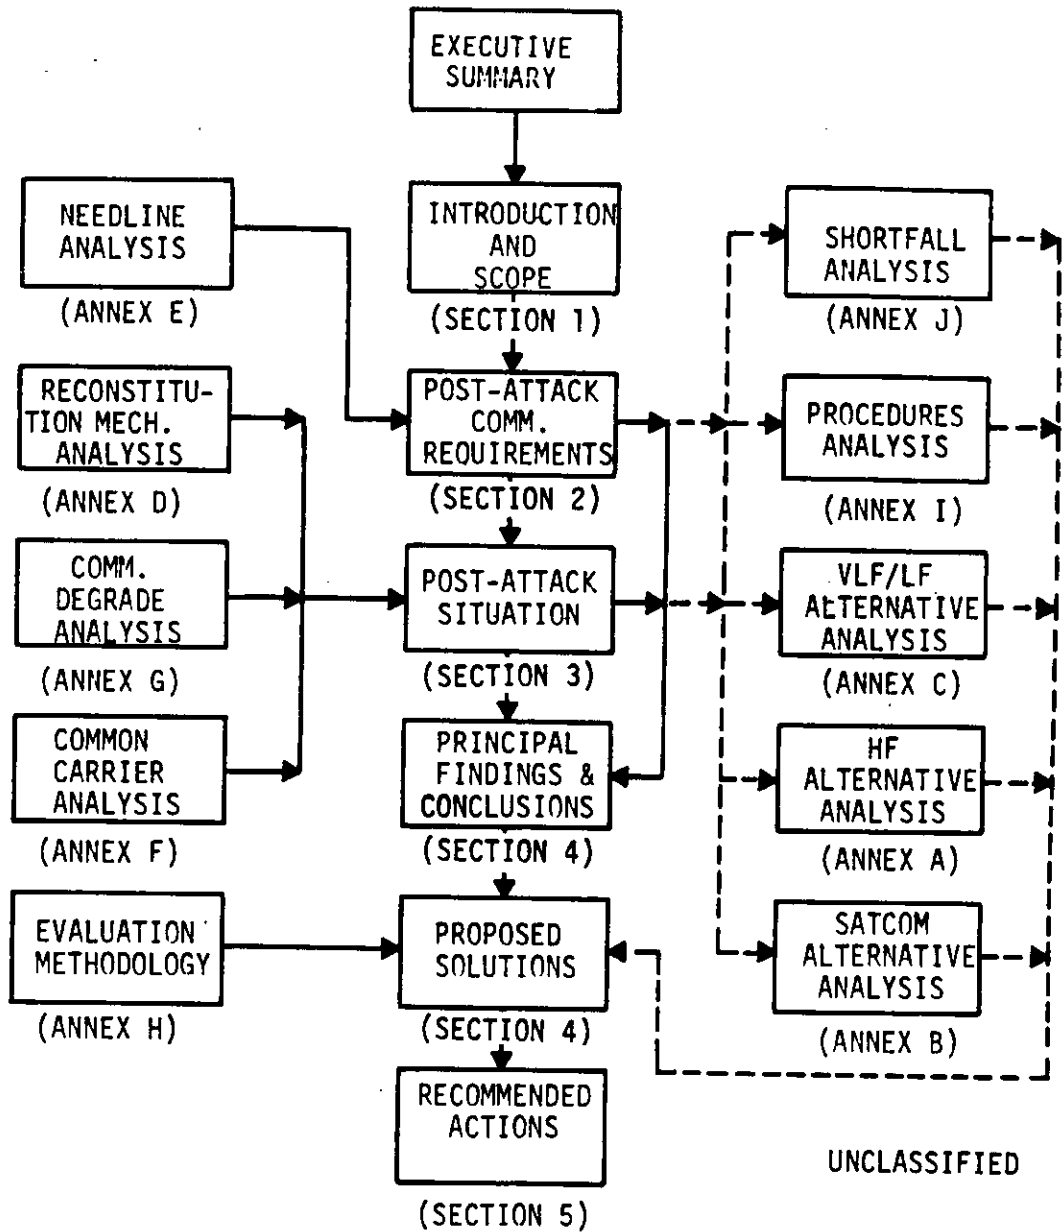 EXECUTIVE
SUMMARY
NEEDLINE
ANALYSIS
(ANNEX E)
INTRODUCTION
AND
SCOPE
(SECTION 1)
SHORTFALL
ANALYSIS
(ANNEX J)
RECONSTITU-
TION MECH.
ANALYSIS
(ANNEX D)
POST-ATTACK
COMM.
REQUIREMENTS
(SECTION 2)
PROCEDURES
ANALYSIS
(ANNEX I)
COMM.
DEGRADE
ANALYSIS
(ANNEX G)
POST-ATTACK
SITUATION
(SECTION 3)
VLF/LF
ALTERNATIVE
ANALYSIS
(ANNEX C)
COMMON
CARRIER
ANALYSIS
(ANNEX F)
PRINCIPAL
FINDINGS &
CONCLUSIONS
(SECTION 4)
HF
ALTERNATIVE
ANALYSIS
(ANNEX A)
EVALUATION
METHODOLOGY
(ANNEX H)
PROPOSED
SOLUTIONS
(SECTION 4)
SATCOM
ALTERNATIVE
ANALYSIS
(ANNEX B)
RECOMMENDED
ACTIONS
(SECTION 5)
UNCLASSIFIED